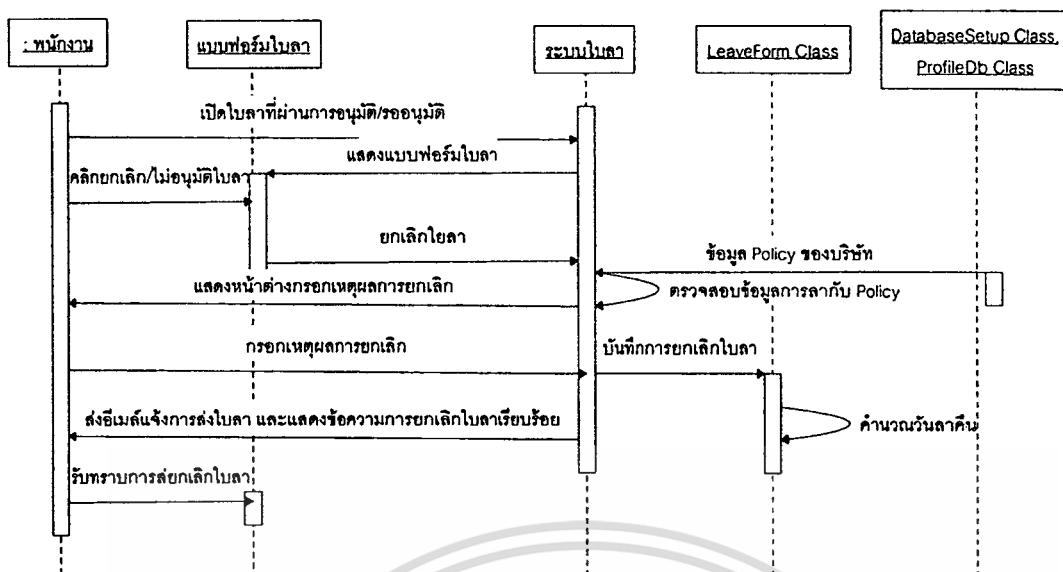 : พนักงาน
แบบฟอร์มใบลา
ระบบใบลา
LeaveForm Class
DatabaseSetup Class,
ProfileDb Class
เปิดใบลาที่ผ่านการอนุมัติ/รออนุมัติ
แสดงแบบฟอร์มใบลา
คลิกยกเลิก/ไม่อนุมัติใบลา
ยกเลิกใยลา
ข้อมูล Policy ของบริษัท
แสดงหน้าต่างกรอกเหตุผลการยกเลิก
ตรวจสอบข้อมูลการลากับ Policy
กรอกเหตุผลการยกเลิก
บันทึกการยกเลิกใบลา
ส่งอีเมล์แจ้งการส่งใบลา และแสดงข้อความการยกเลิกใบลาเรียบร้อย
คำนวณวันลาคืน
รับทราบการส่ยกเลิกใบลา